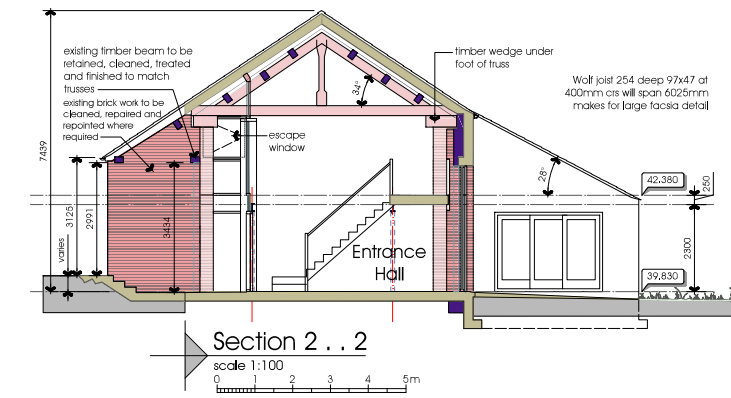 existing timber beam to be
retained, cleaned, treated
and finished to match
trusses
existing brick work to be
cleaned, repaired and
repointed where
required
timber wedge under
foot of truss
Wolf joist 254 deep 97x47 at
400mm crs will span 6025mm
makes for large facsia detail
34°
escape
window
28°
7439
3125
2991
varies
3434
42.380
250
2300
39,830
Entrance
Hall
Section 2 . . 2
scale 1:100
0 1 2 3 4 5m